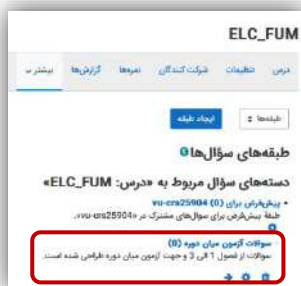 ELC_FUM
درس تنظیمات شرکت کنندگان نمره‌ها گزارش‌ها بیشتر
طبقه‌ها
ایجاد طبقه
طبقه‌های سؤال‌ها
دسته‌های سؤال مربوط به «درس: ELC_FUM»
پیش‌فرض برای vu-crs25904 (0)
طبقهٔ پیش‌فرض برای سوال‌های مشترک در «vu-crs25904».
سوالات آزمون میان دوره (0)
سوالات از فصول 1 الی 3 و جهت آزمون میان دوره طراحی شده است.